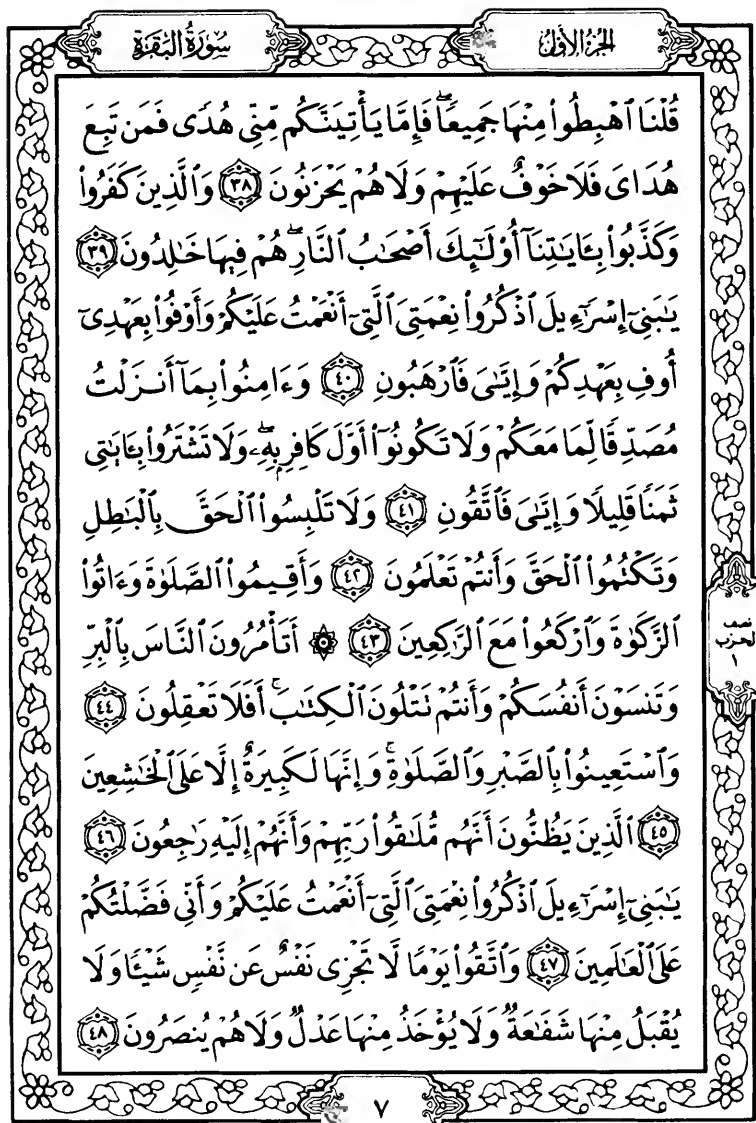 الجزء الأول
سورة البقرة
قُلْنَا ٱهْبِطُوا۟ مِنْهَا جَمِيعًۭا ۖ فَإِمَّا يَأْتِيَنَّكُم مِّنِّى هُدًۭى فَمَن تَبِعَ
هُدَاىَ فَلَا خَوْفٌ عَلَيْهِمْ وَلَا هُمْ يَحْزَنُونَ ٣٨ وَٱلَّذِينَ كَفَرُوا۟
وَكَذَّبُوا۟ بِـَٔايَـٰتِنَآ أُو۟لَـٰٓئِكَ أَصْحَـٰبُ ٱلنَّارِ ۖ هُمْ فِيهَا خَـٰلِدُونَ ٣٩
يَـٰبَنِىٓ إِسْرَٰٓءِيلَ ٱذْكُرُوا۟ نِعْمَتِىَ ٱلَّتِىٓ أَنْعَمْتُ عَلَيْكُمْ وَأَوْفُوا۟ بِعَهْدِىٓ
أُوفِ بِعَهْدِكُمْ وَإِيَّـٰىَ فَٱرْهَبُونِ ٤٠ وَءَامِنُوا۟ بِمَآ أَنزَلْتُ
مُصَدِّقًۭا لِّمَا مَعَكُمْ وَلَا تَكُونُوٓا۟ أَوَّلَ كَافِرٍۭ بِهِۦ ۖ وَلَا تَشْتَرُوا۟ بِـَٔايَـٰتِى
ثَمَنًۭا قَلِيلًۭا وَإِيَّـٰىَ فَٱتَّقُونِ ٤١ وَلَا تَلْبِسُوا۟ ٱلْحَقَّ بِٱلْبَـٰطِلِ
وَتَكْتُمُوا۟ ٱلْحَقَّ وَأَنتُمْ تَعْلَمُونَ ٤٢ وَأَقِيمُوا۟ ٱلصَّلَوٰةَ وَءَاتُوا۟
ٱلزَّكَوٰةَ وَٱرْكَعُوا۟ مَعَ ٱلرَّٰكِعِينَ ٤٣ ۞ أَتَأْمُرُونَ ٱلنَّاسَ بِٱلْبِرِّ
وَتَنسَوْنَ أَنفُسَكُمْ وَأَنتُمْ تَتْلُونَ ٱلْكِتَـٰبَ ۚ أَفَلَا تَعْقِلُونَ ٤٤
وَٱسْتَعِينُوا۟ بِٱلصَّبْرِ وَٱلصَّلَوٰةِ ۚ وَإِنَّهَا لَكَبِيرَةٌ إِلَّا عَلَى ٱلْخَـٰشِعِينَ
٤٥ ٱلَّذِينَ يَظُنُّونَ أَنَّهُم مُّلَـٰقُوا۟ رَبِّهِمْ وَأَنَّهُمْ إِلَيْهِ رَٰجِعُونَ ٤٦
يَـٰبَنِىٓ إِسْرَٰٓءِيلَ ٱذْكُرُوا۟ نِعْمَتِىَ ٱلَّتِىٓ أَنْعَمْتُ عَلَيْكُمْ وَأَنِّى فَضَّلْتُكُمْ
عَلَى ٱلْعَـٰلَمِينَ ٤٧ وَٱتَّقُوا۟ يَوْمًۭا لَّا تَجْزِى نَفْسٌ عَن نَّفْسٍۢ شَيْـًۭٔا وَلَا
يُقْبَلُ مِنْهَا شَفَـٰعَةٌۭ وَلَا يُؤْخَذُ مِنْهَا عَدْلٌۭ وَلَا هُمْ يُنصَرُونَ ٤٨
نصف
الحزب
١
٧